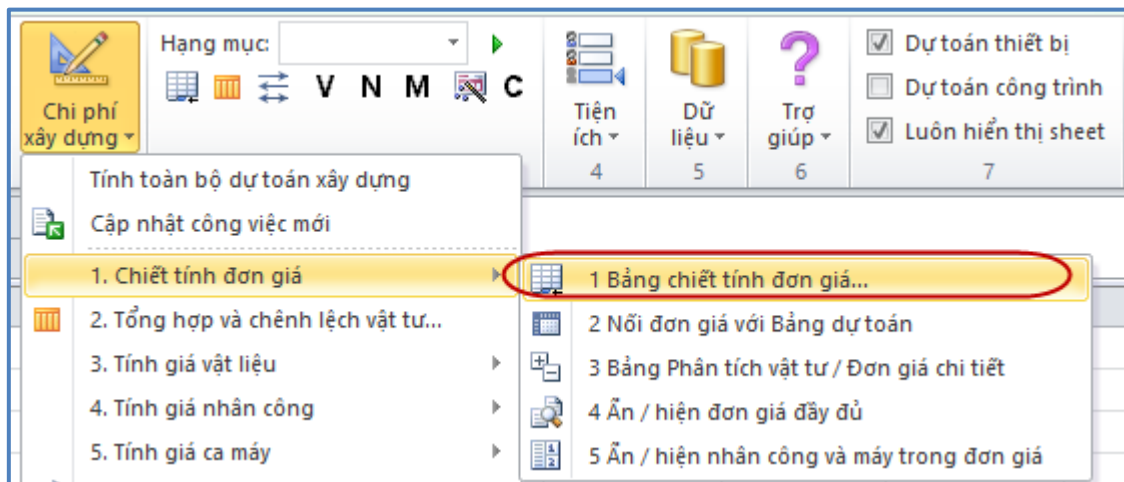 Chi phí
xây dựng
Hạng mục:
V N M C
Tiện
ích
4
Dữ
liệu
5
Trợ
giúp
6
Dự toán thiết bị
Dự toán công trình
Luôn hiển thị sheet
7
Tính toàn bộ dự toán xây dựng
Cập nhật công việc mới
1. Chiết tính đơn giá
2. Tổng hợp và chênh lệch vật tư...
3. Tính giá vật liệu
4. Tính giá nhân công
5. Tính giá ca máy
1 Bảng chiết tính đơn giá...
2 Nối đơn giá với Bảng dự toán
3 Bảng Phân tích vật tư / Đơn giá chi tiết
4 Ẩn / hiện đơn giá đầy đủ
5 Ẩn / hiện nhân công và máy trong đơn giá